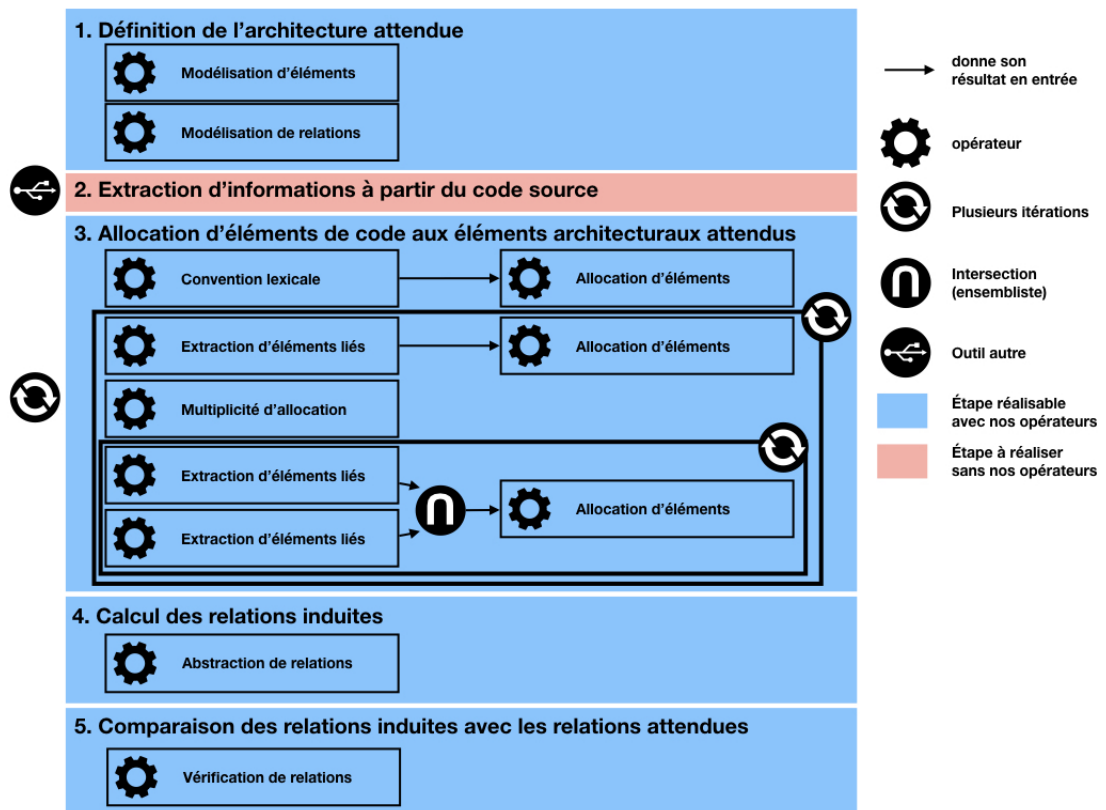 1. Définition de l'architecture attendue
Modélisation d'éléments
Modélisation de relations
2. Extraction d'informations à partir du code source
3. Allocation d'éléments de code aux éléments architecturaux attendus
Convention lexicale
Allocation d'éléments
Extraction d'éléments liés
Allocation d'éléments
Multiplicité d'allocation
Extraction d'éléments liés
Extraction d'éléments liés
Allocation d'éléments
4. Calcul des relations induites
Abstraction de relations
5. Comparaison des relations induites avec les relations attendues
Vérification de relations
donne son
résultat en entrée
opérateur
Plusieurs itérations
Intersection
(ensembliste)
Outil autre
Étape réalisable
avec nos opérateurs
Étape à réaliser
sans nos opérateurs